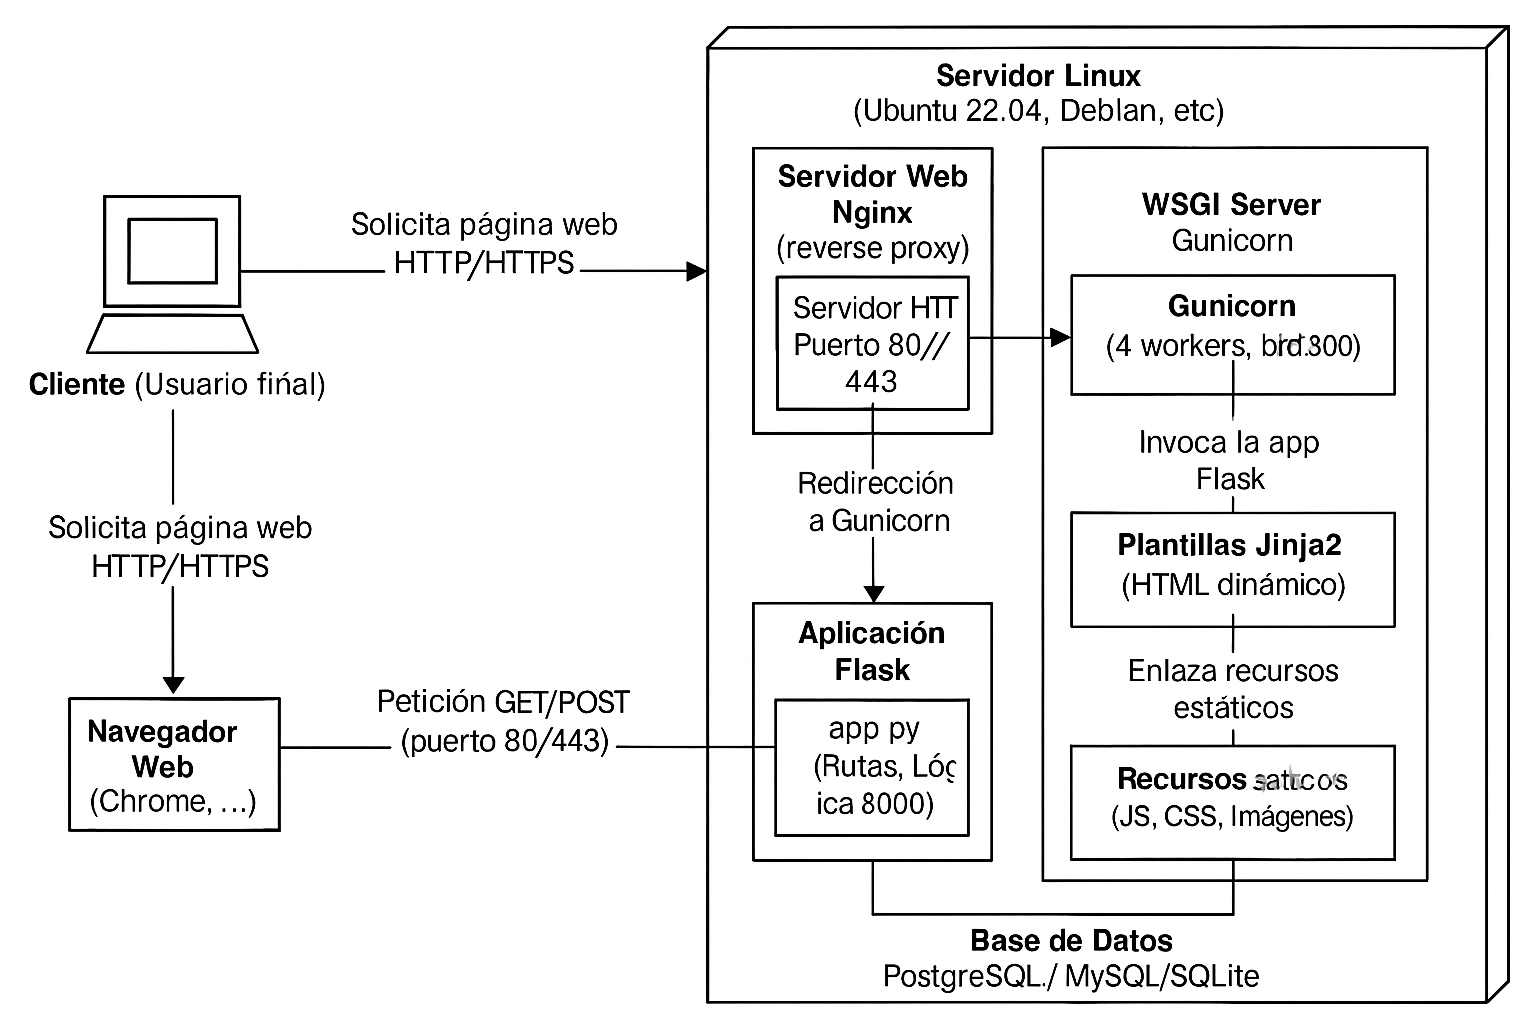 Servidor Linux
(Ubuntu 22.04, Deblan, etc)
Servidor Web
Nginx
(reverse proxy)
Servidor HTT
Puerto 80//
443
WSGI Server
Gunicorn
Gunicorn
(4 workers,
Solicita página web
HTTP/HTTPS
Cliente (Usuario fińal)
Invoca la app
Flask
Redirección
a Gunicorn
Plantillas Jinja2
(HTML dinámico)
Solicita página web
HTTP/HTTPS
Aplicación
Flask
app py
(Rutas, Lóg
ica 8000)
Enlaza recursos
estáticos
Navegador
Web
(Chrome, ...)
Petición GET/POST
(puerto 80/443)
Recursos
(JS, CSS, Imágenes)
Base de Datos
PostgreSQL./ MySQL/SQLite